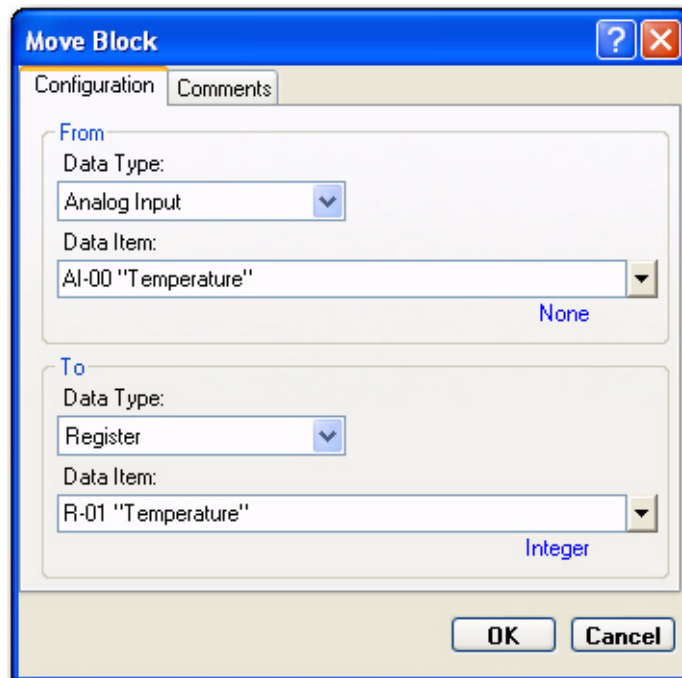 Move Block
Configuration Comments
From
Data Type:
Analog Input
Data Item:
AI-00 "Temperature"
None
To
Data Type:
Register
Data Item:
R-01 "Temperature"
Integer
OK Cancel